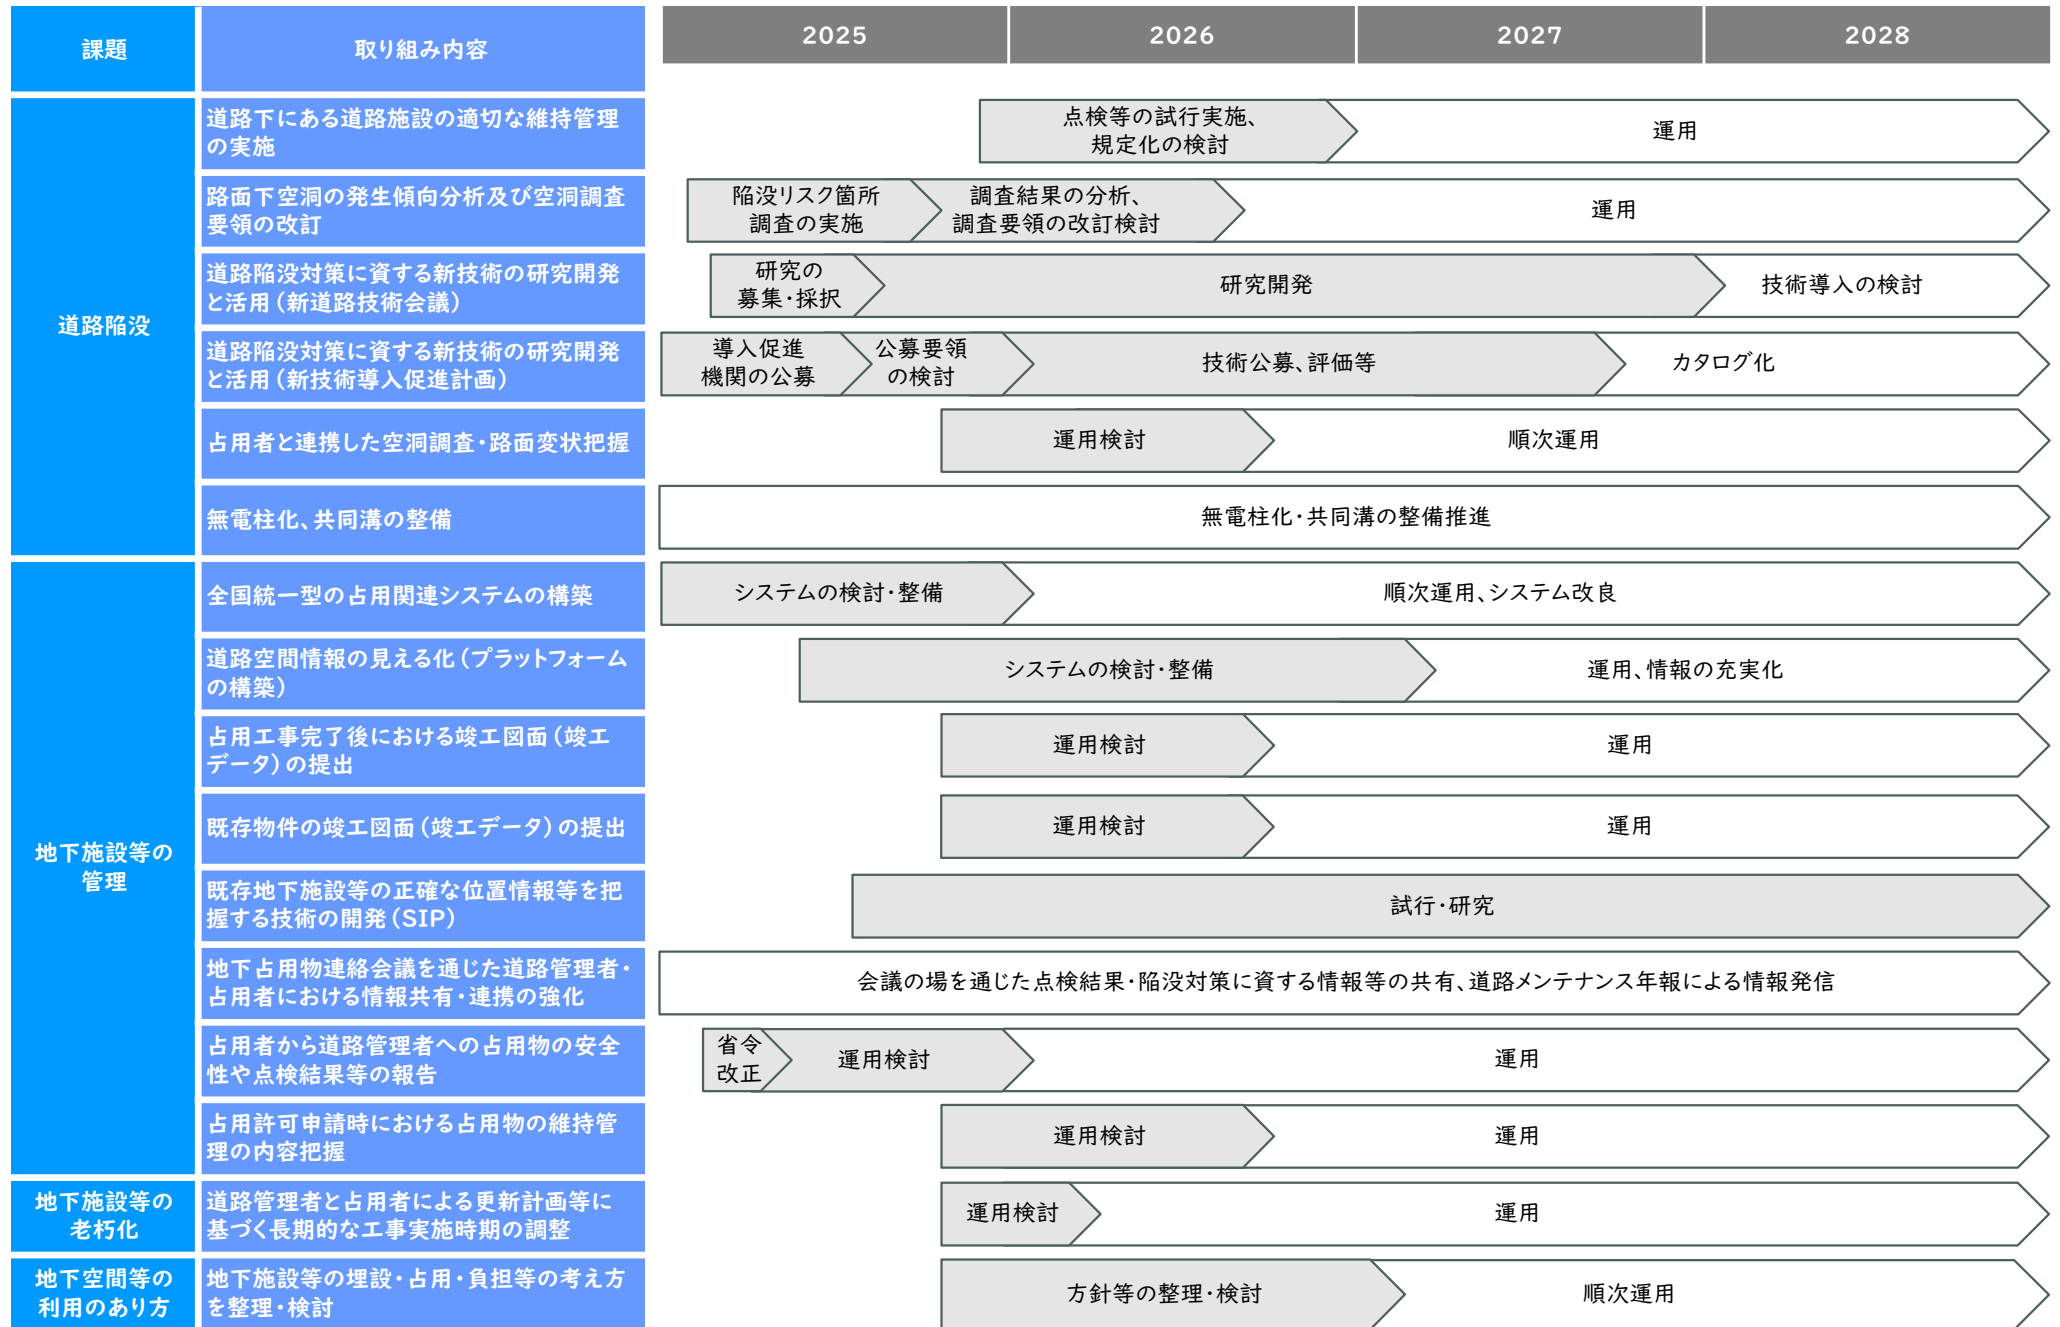 課題
取り組み内容
2025
2026
2027
2028
道路陥没
道路下にある道路施設の適切な維持管理
の実施
点検等の試行実施、
規定化の検討
運用
路面下空洞の発生傾向分析及び空洞調査
要領の改訂
陥没リスク箇所
調査の実施
調査結果の分析、
調査要領の改訂検討
運用
道路陥没対策に資する新技術の研究開発
と活用（新道路技術会議）
研究の
募集・採択
研究開発
技術導入の検討
道路陥没対策に資する新技術の研究開発
と活用（新技術導入促進計画）
導入促進
機関の公募
公募要領
の検討
技術公募、評価等
カタログ化
占用者と連携した空洞調査・路面変状把握
運用検討
順次運用
無電柱化、共同溝の整備
無電柱化・共同溝の整備推進
地下施設等の
管理
全国統一型の占用関連システムの構築
システムの検討・整備
順次運用、システム改良
道路空間情報の見える化（プラットフォーム
の構築）
システムの検討・整備
運用、情報の充実化
占用工事完了後における竣工図面（竣工
データ）の提出
運用検討
運用
既存物件の竣工図面（竣工データ）の提出
運用検討
運用
既存地下施設等の正確な位置情報等を把
握する技術の開発（SIP）
試行・研究
地下占用物連絡会議を通じた道路管理者・
占用者における情報共有・連携の強化
会議の場を通じた点検結果・陥没対策に資する情報等の共有、道路メンテナンス年報による情報発信
占用者から道路管理者への占用物の安全
性や点検結果等の報告
省令
改正
運用検討
運用
占用許可申請時における占用物の維持管
理の内容把握
運用検討
運用
地下施設等の
老朽化
道路管理者と占用者による更新計画等に
基づく長期的な工事実施時期の調整
運用検討
運用
地下空間等の
利用のあり方
地下施設等の埋設・占用・負担等の考え方
を整理・検討
方針等の整理・検討
順次運用